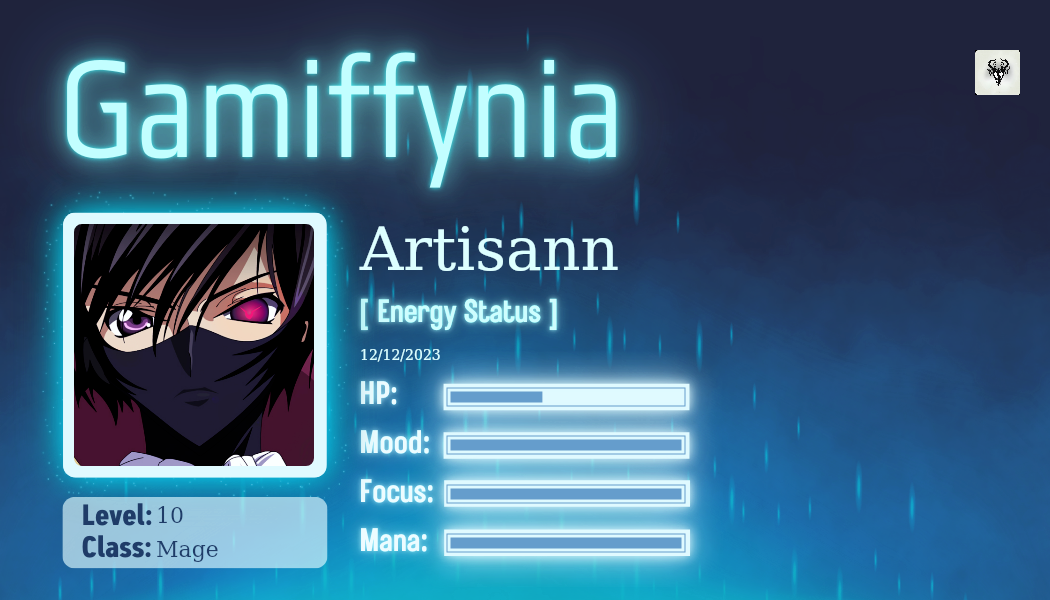 Gamiffynia
Artisann
[ Energy Status ]
12/12/2023
HP:
Mood:
Focus:
Mana:
Level: 10
Class: Mage